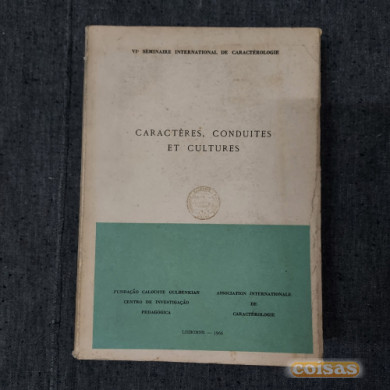 VIe SÉMINAIRE INTERNATIONAL DE CARACTÉROLOGIE
CARACTÈRES, CONDUITES
ET CULTURES
FUNDAÇÃO CALOUSTE GULBENKIAN
CENTRO DE INVESTIGAÇÃO
PEDAGÓGICA
ASSOCIATION INTERNATIONALE
DE
CARACTÉROLOGIE
coisas